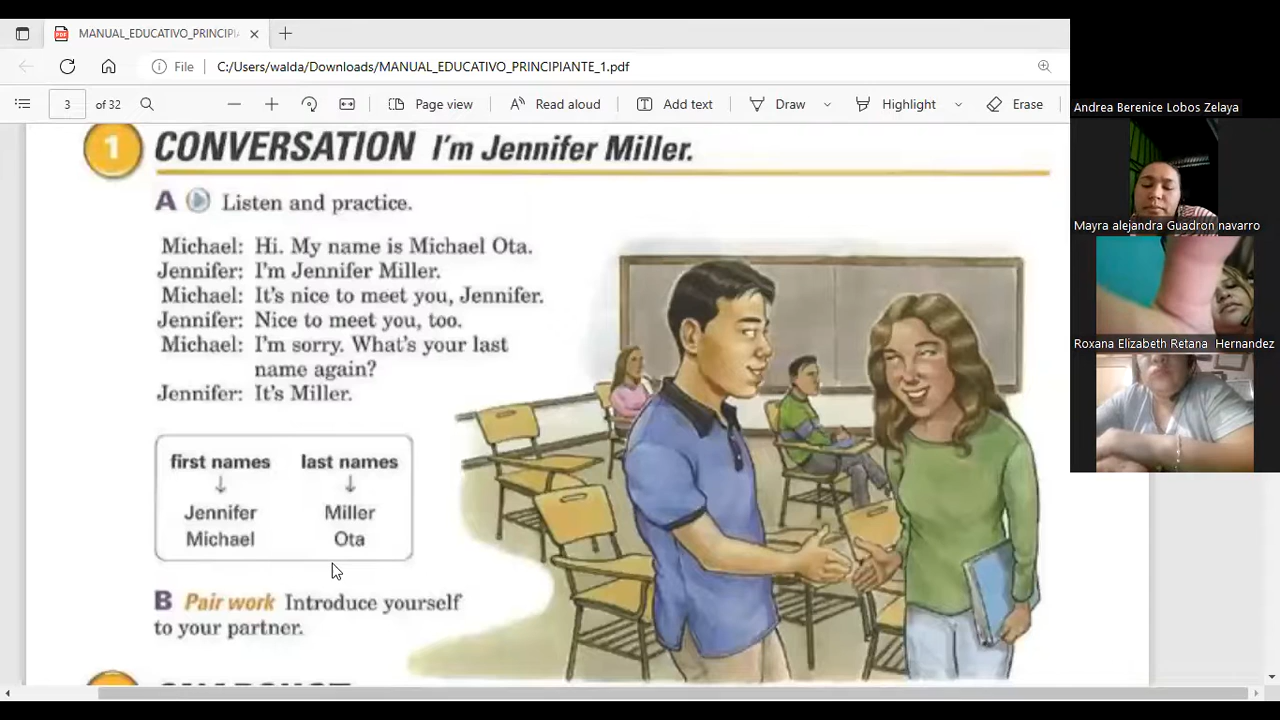 MANUAL_EDUCATIVO_PRINCIPI
File
C:/Users/walda/Downloads/MANUAL_EDUCATIVO_PRINCIPIANTE_1.pdf
3 of 32
Page view
Read aloud
Add text
Draw
Highlight
Erase
1 CONVERSATION I'm Jennifer Miller.
A Listen and practice.
Michael: Hi. My name is Michael Ota.
Jennifer: I'm Jennifer Miller.
Michael: It's nice to meet you, Jennifer.
Jennifer: Nice to meet you, too.
Michael: I'm sorry. What's your last
name again?
Jennifer: It's Miller.
first names last names
Jennifer Miller
Michael Ota
B Pair work Introduce yourself
to your partner.
SNAPSHOT
Andrea Berenice Lobos Zelaya
Mayra alejandra Guadron navarro
Roxana Elizabeth Retana Hernandez